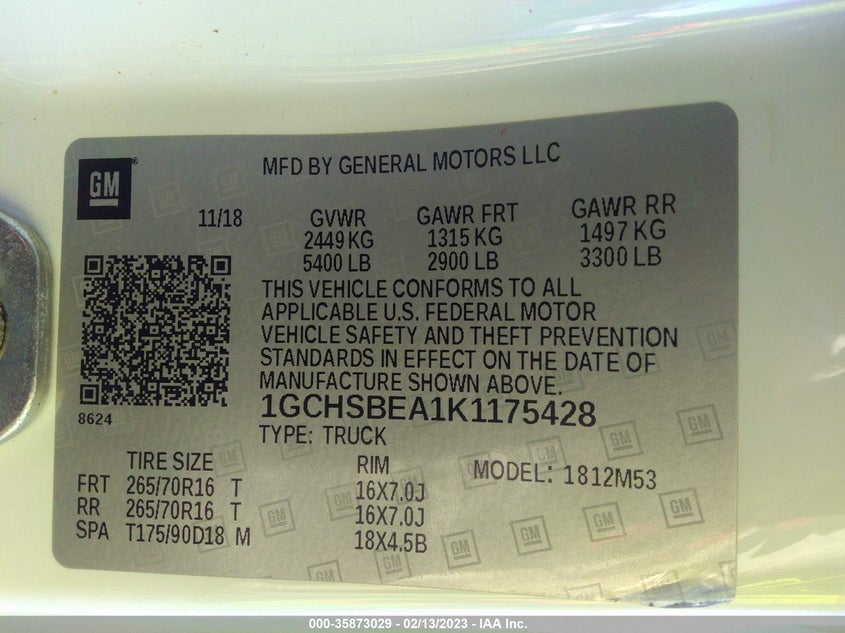 GM
MFD BY GENERAL MOTORS LLC
11/18 GVWR GAWR FRT GAWR RR
2449 KG 1315 KG 1497 KG
5400 LB 2900 LB 3300 LB
THIS VEHICLE CONFORMS TO ALL
APPLICABLE U.S. FEDERAL MOTOR
VEHICLE SAFETY AND THEFT PREVENTION
STANDARDS IN EFFECT ON THE DATE OF
MANUFACTURE SHOWN ABOVE.
8624
1GCHSBEA1K1175428
TYPE: TRUCK
TIRE SIZE RIM MODEL: 1812M53
FRT 265/70R16 T 16X7.0J
RR 265/70R16 T 16X7.0J
SPA T175/90D18 M 18X4.5B
000-35873029 -- 02/13/2023 - IAA Inc.